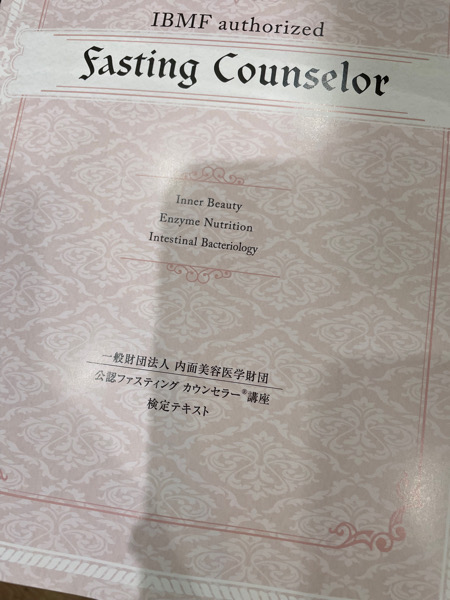 IBMF authorized
Fasting Counselor
Inner Beauty
Enzyme Nutrition
Intestinal Bacteriology
一般財団法人 内面美容医学財団
公認ファスティング カウンセラー®講座
検定テキスト